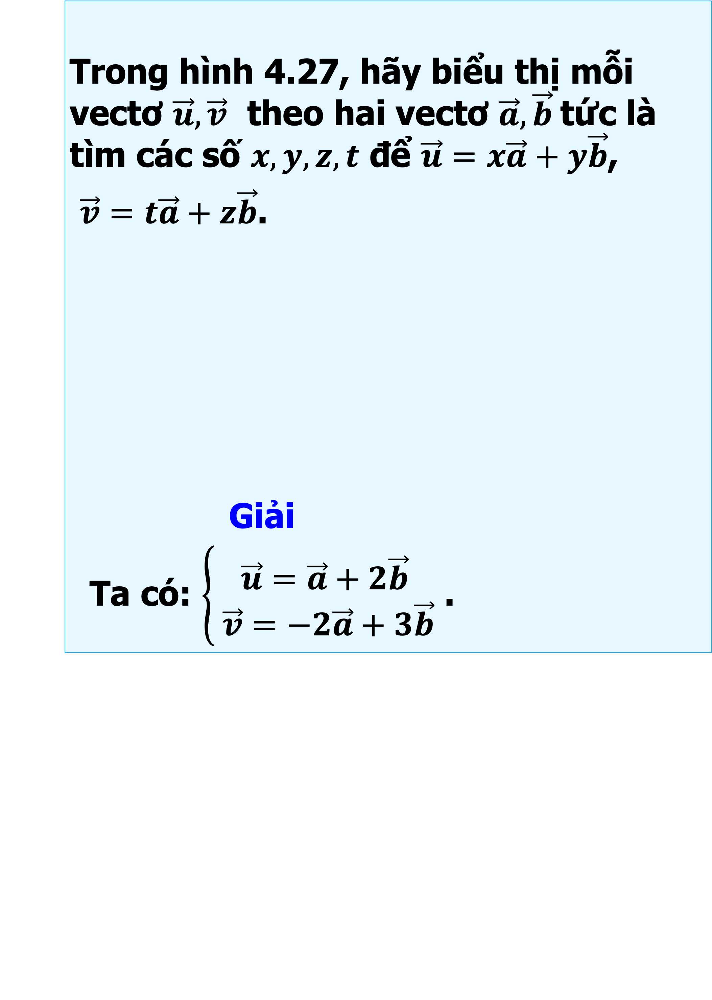 Trong hình 4.27, hãy biểu thị mỗi
vectơ $\vec{u}, \vec{v}$ theo hai vectơ $\vec{a}, \vec{b}$ tức là
tìm các số $x, y, z, t$ để $\vec{u} = x\vec{a} + y\vec{b}$,
$\vec{v} = t\vec{a} + z\vec{b}$.
Giải
Ta có: $\begin{cases} \vec{u} = \vec{a} + 2\vec{b} \\ \vec{v} = -2\vec{a} + 3\vec{b} \end{cases}$.